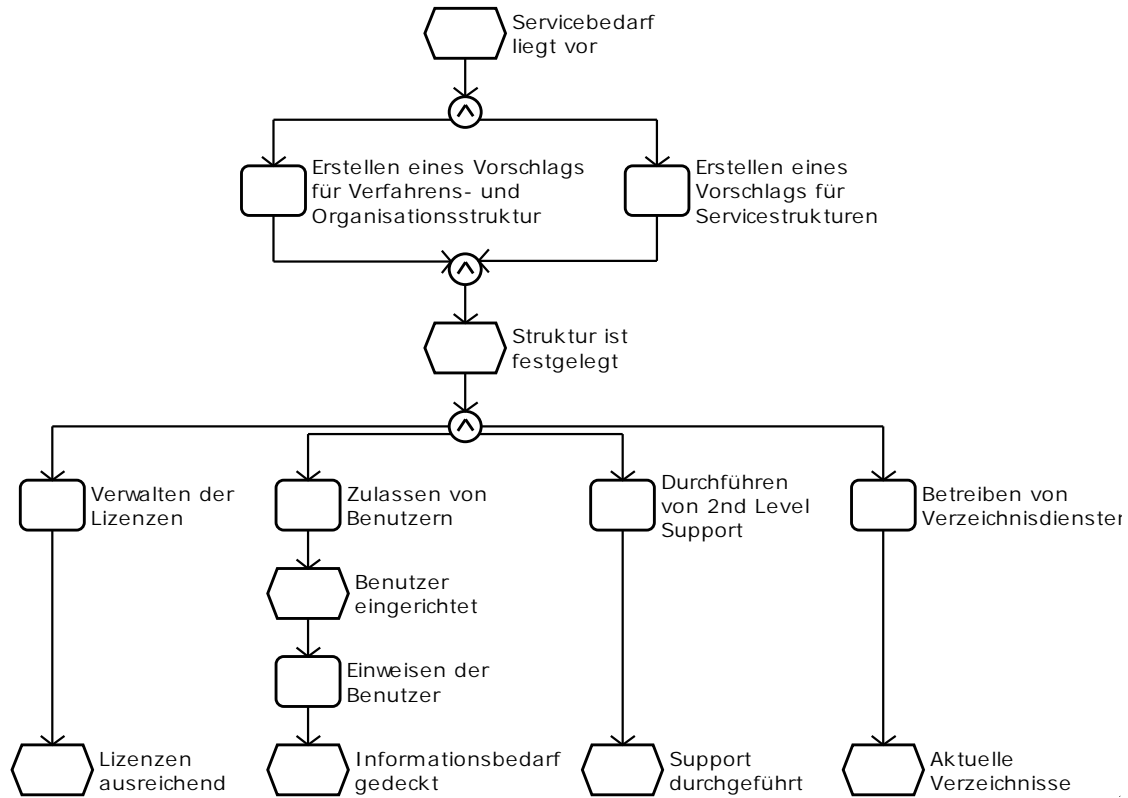 Servicebedarf
liegt vor
Erstellen eines Vorschlags
für Verfahrens- und
Organisationsstruktur
Erstellen eines
Vorschlags für
Servicestrukturen
Struktur ist
festgelegt
Verwalten der
Lizenzen
Zulassen von
Benutzern
Durchführen
von 2nd Level
Support
Betreiben von
Verzeichnisdiensten
Benutzer
eingerichtet
Einweisen der
Benutzer
Lizenzen
ausreichend
Informationsbedarf
gedeckt
Support
durchgeführt
Aktuelle
Verzeichnisse